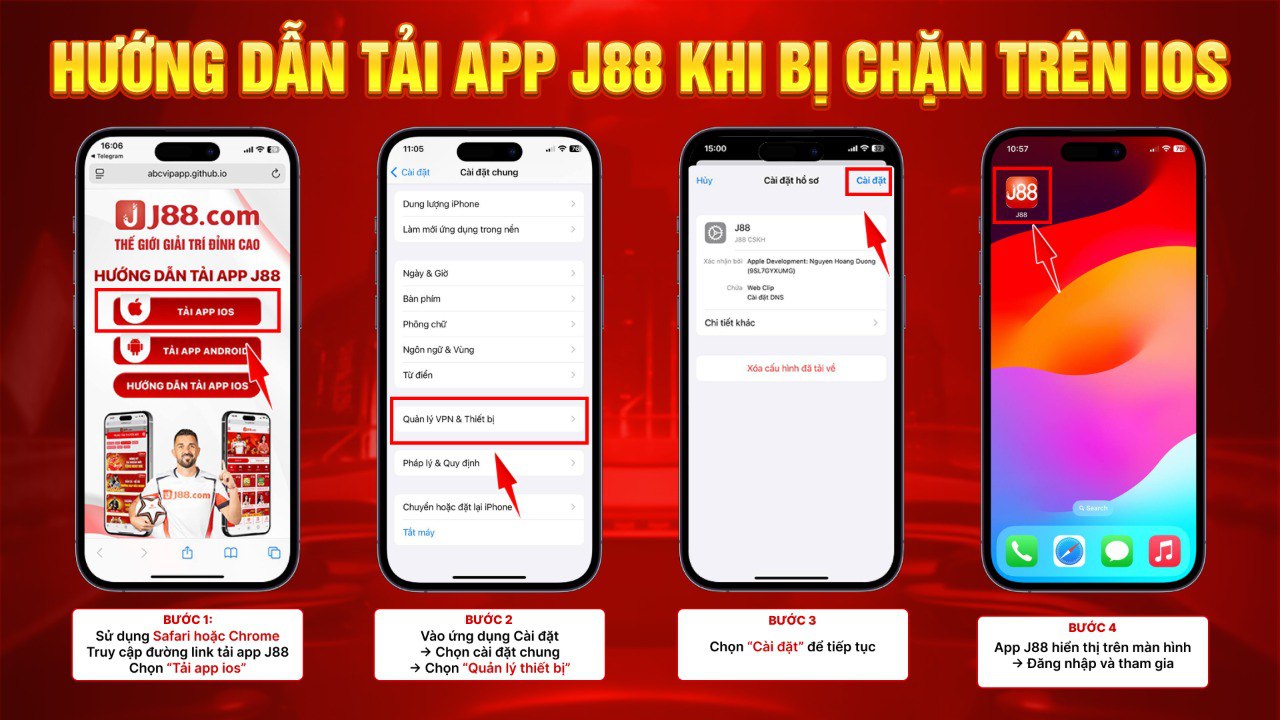 HƯỚNG DẪN TẢI APP J88 KHI BỊ CHẶN TRÊN IOS
16:06
Telegram
abcvipapp.github.io
J88.com
THẾ GIỚI GIẢI TRÍ ĐỈNH CAO
HƯỚNG DẪN TẢI APP J88
TẢI APP IOS
TẢI APP ANDROID
HƯỚNG DẪN TẢI APP IOS
J88.com
BƯỚC 1:
Sử dụng Safari hoặc Chrome
Truy cập đường link tải app J88
Chọn “Tải app ios”
11:05
Cài đặt
Cài đặt chung
Dung lượng iPhone
Làm mới ứng dụng trong nền
Ngày & Giờ
Bàn phím
Phông chữ
Ngôn ngữ & Vùng
Từ điển
Quản lý VPN & Thiết bị
Pháp lý & Quy định
Chuyển hoặc đặt lại iPhone
Tắt máy
BƯỚC 2
Vào ứng dụng Cài đặt
→ Chọn cài đặt chung
→ Chọn “Quản lý thiết bị”
15:00
Hủy
Cài đặt hồ sơ
Cài đặt
J88
J88 CSKH
Xác nhận bởi Apple Development: Nguyen Hoang Duong
(9SL7GYXUMG)
Chứa Web Clip
Cài đặt DNS
Chi tiết khác
Xóa cấu hình đã tải về
BƯỚC 3
Chọn “Cài đặt” để tiếp tục
10:57
J88
J88
Search
BƯỚC 4
App J88 hiển thị trên màn hình
→ Đăng nhập và tham gia